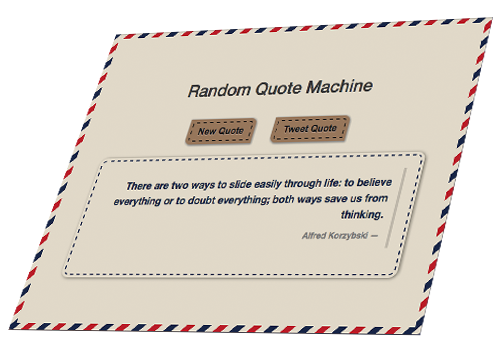 Random Quote Machine
New Quote
Tweet Quote
There are two ways to slide easily through life: to believe
everything or to doubt everything; both ways save us from
thinking.
Alfred Korzybski —